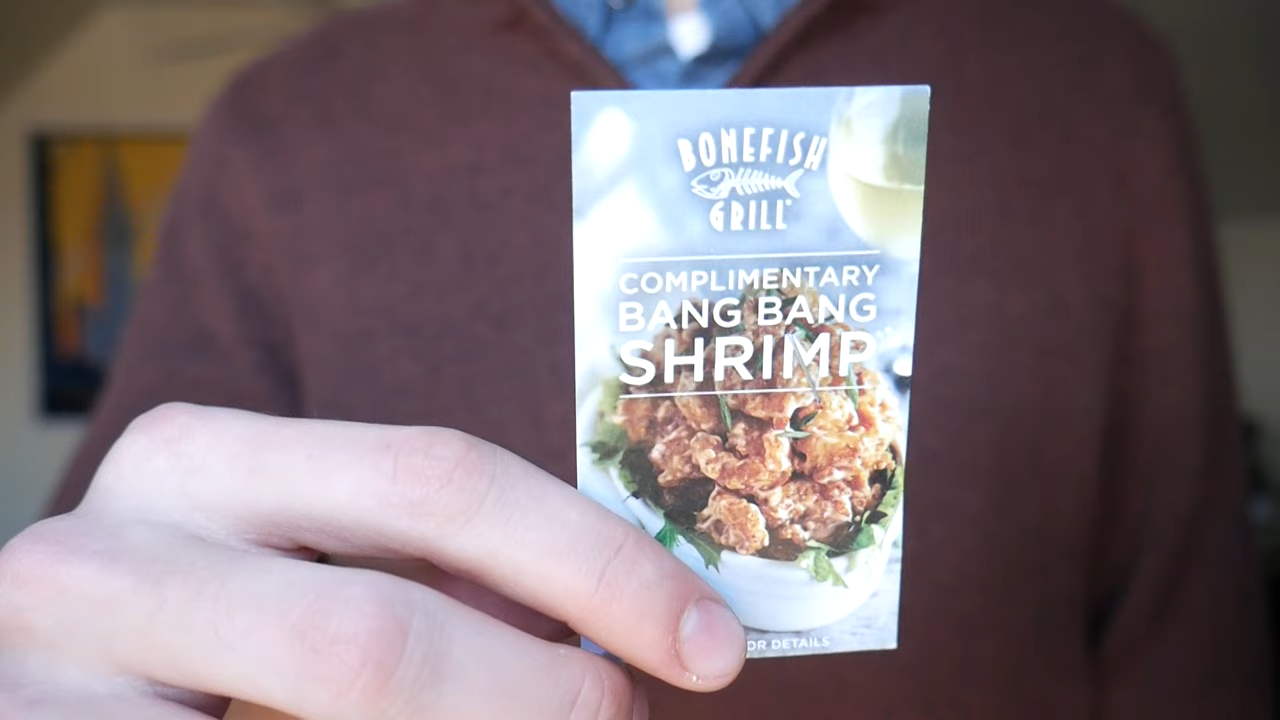 BONEFISH
GRILL
COMPLIMENTARY
BANG BANG
SHRIMP
DETAILS